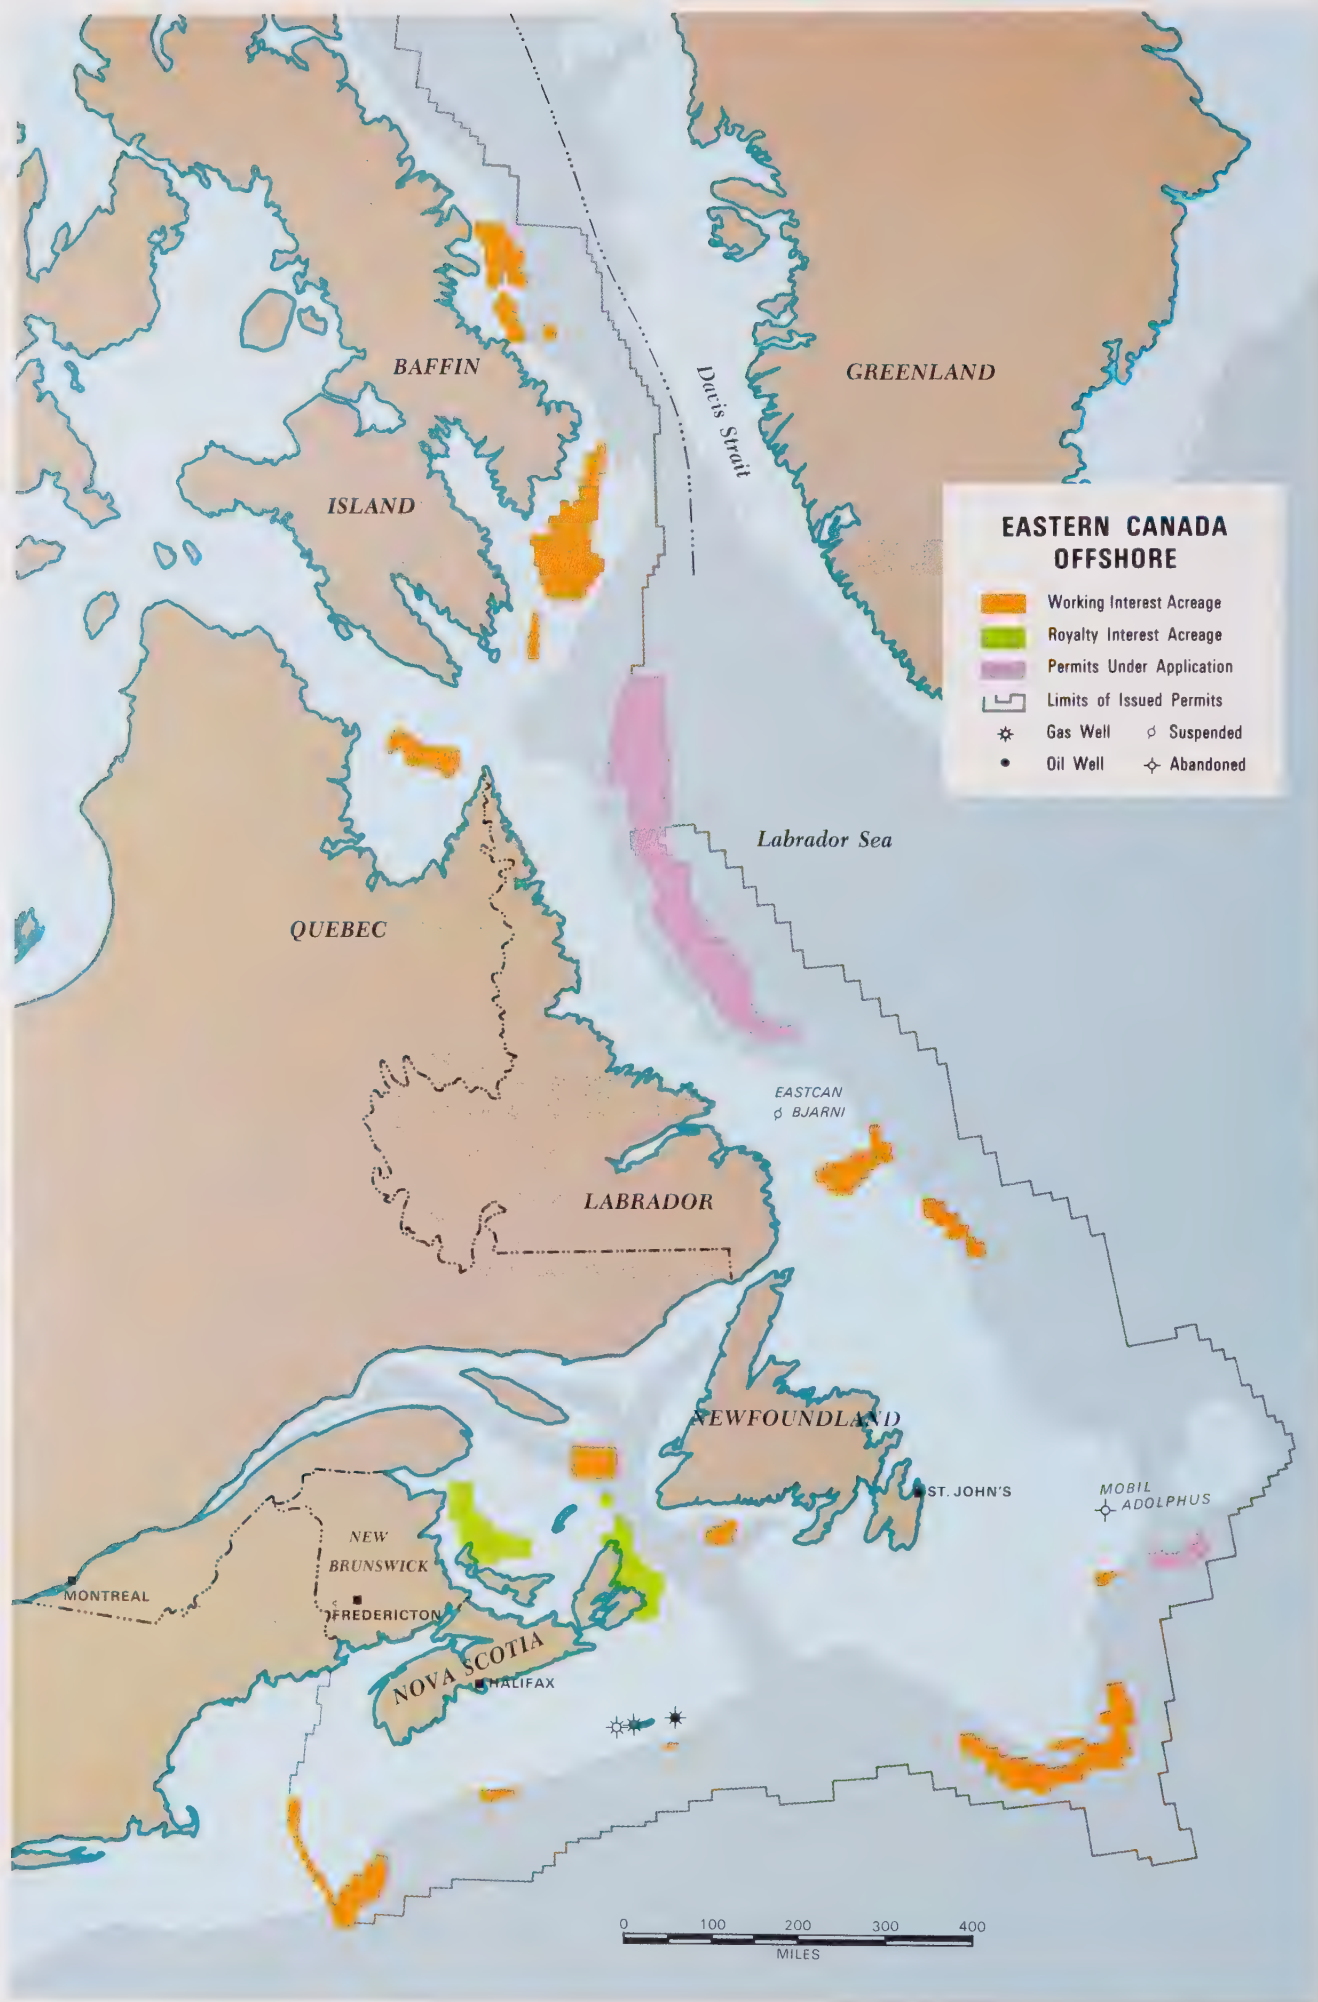 BAFFIN
GREENLAND
Davis Strait
ISLAND
EASTERN CANADA
OFFSHORE
Working Interest Acreage
Royalty Interest Acreage
Permits Under Application
Limits of Issued Permits
Gas Well
Suspended
Oil Well
Abandoned
Labrador Sea
QUEBEC
EASTCAN
BJARNI
LABRADOR
NEWFOUNDLAND
ST. JOHN'S
MOBIL
ADOLPHUS
NEW
BRUNSWICK
MONTREAL
FREDERICTON
NOVA SCOTIA
HALIFAX
0 100 200 300 400
MILES